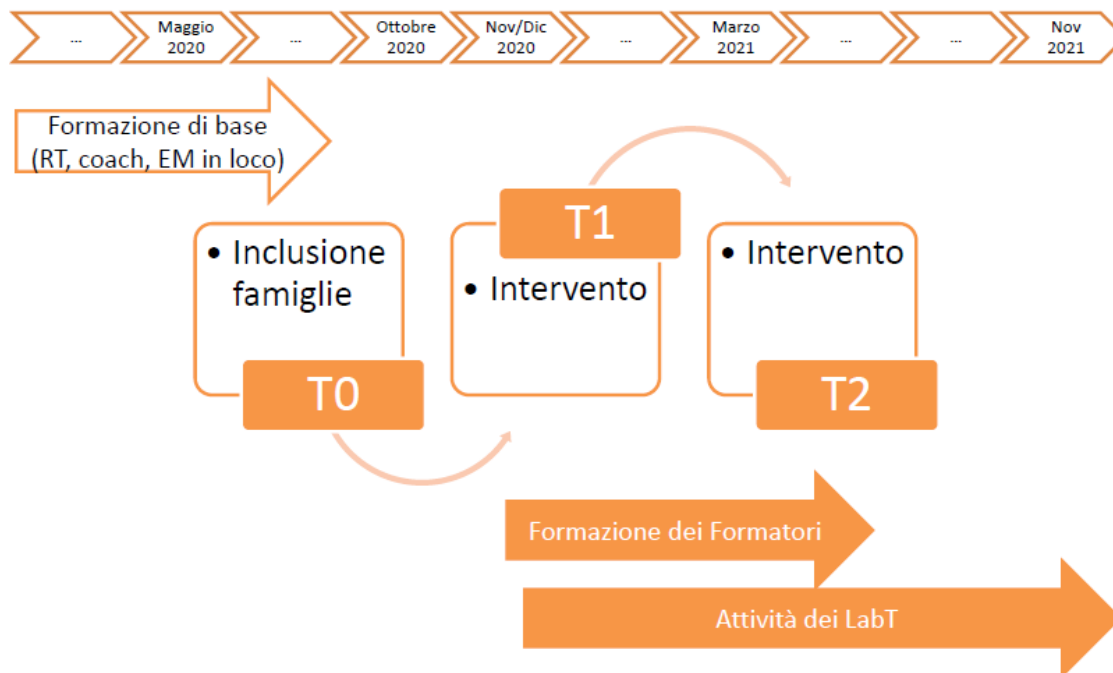 ...
Maggio
2020
...
Ottobre
2020
Nov/Dic
2020
...
Marzo
2021
...
...
Nov
2021
Formazione di base
(RT, coach, EM in loco)
• Inclusione
famiglie
T0
T1
• Intervento
• Intervento
T2
Formazione dei Formatori
Attività dei LabT